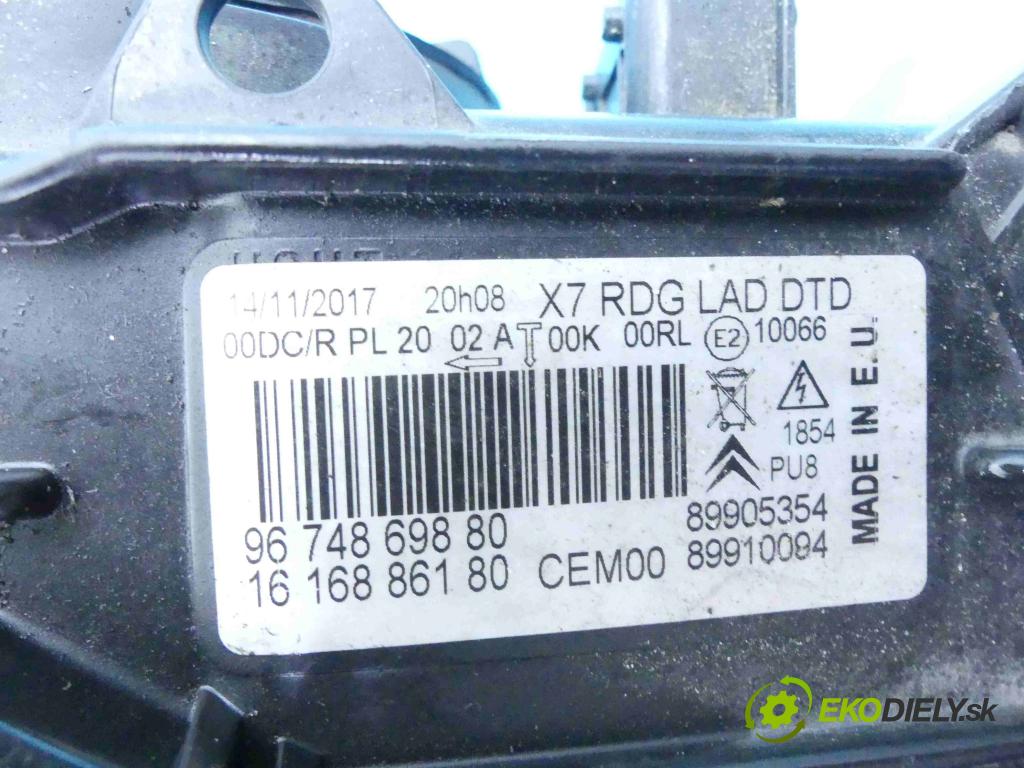 14/11/2017 20h08 X7 RDG LAD DTD
00DC/R PL 20 02 A 00K 00RL E2 10066
1854
PU8
MADE IN E.U.
96 748 698 80 89905354
16 168 861 80 CEM00 89910094
EKODIELY.sk